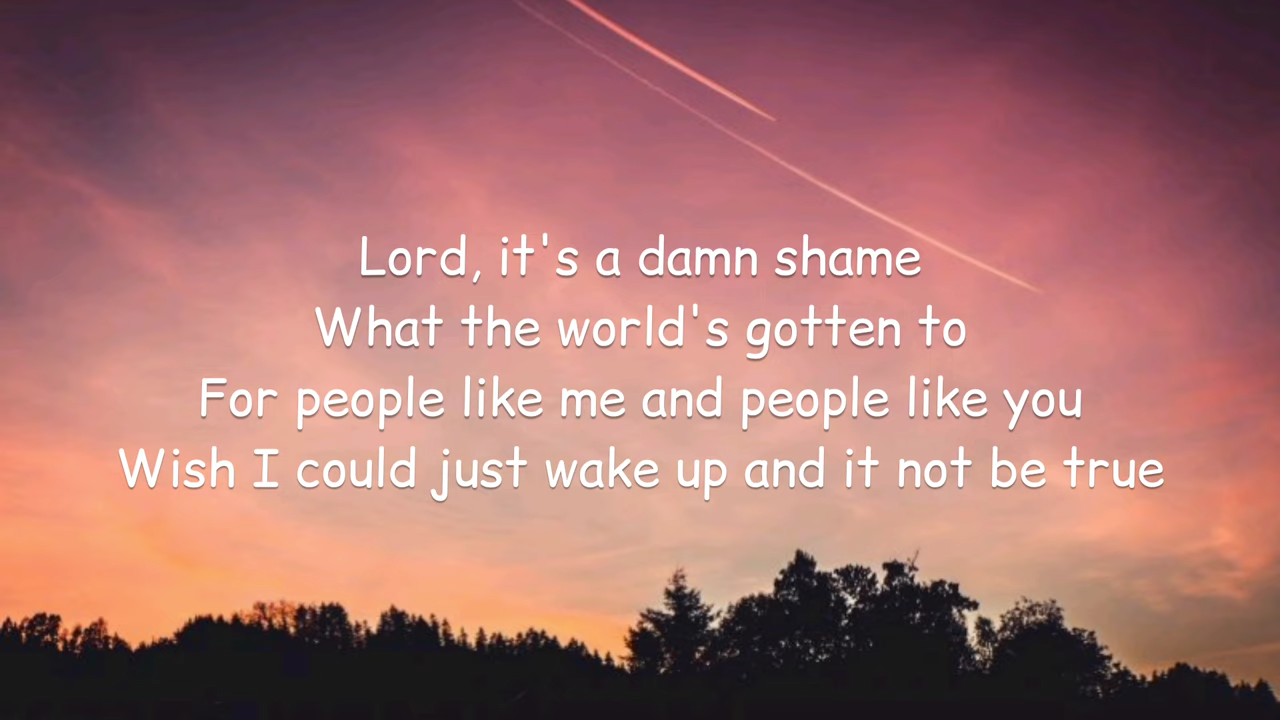 Lord, it's a damn shame
What the world's gotten to
For people like me and people like you
Wish I could just wake up and it not be true